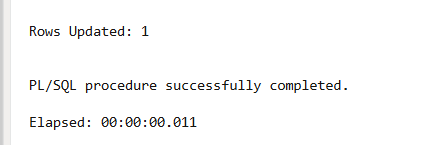 Rows Updated: 1
PL/SQL procedure successfully completed.
Elapsed: 00:00:00.011